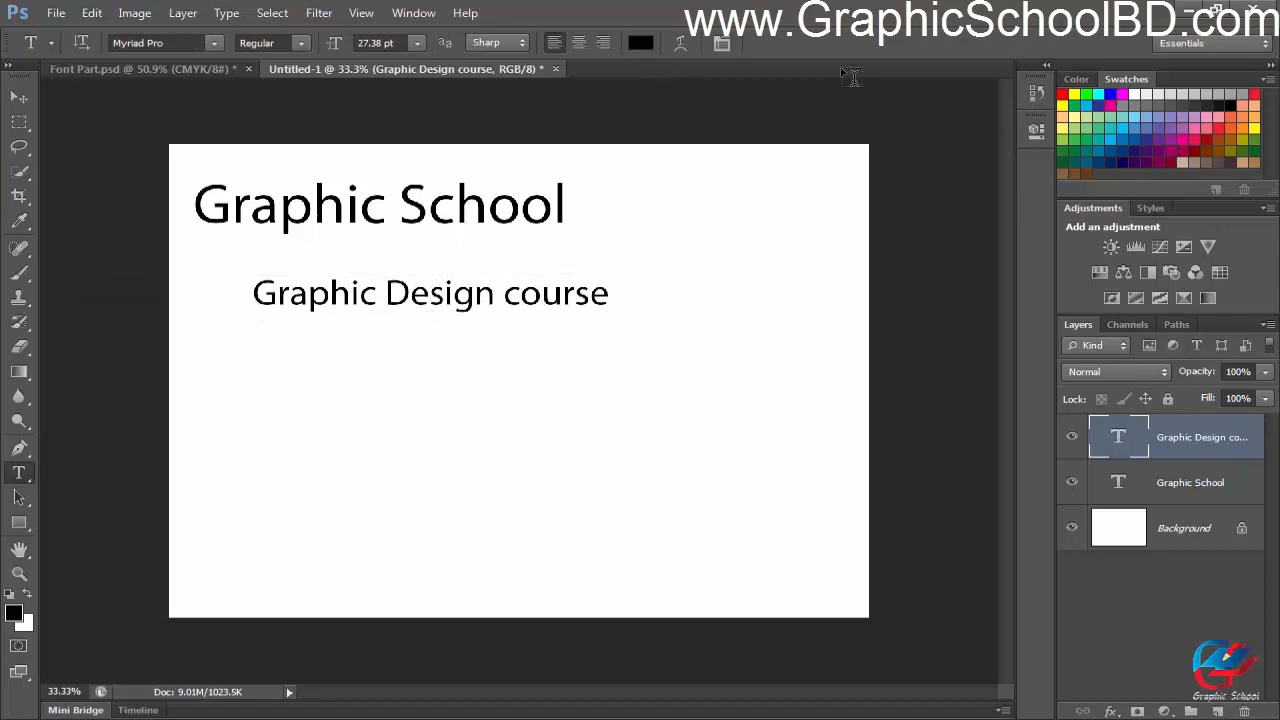 www.GraphicSchoolBD.com
Ps File Edit Image Layer Type Select Filter View Window Help
T Myriad Pro Regular 27.38 pt Sharp Essentials
Font Part.psd @ 50.9% (CMYK/8#) * × Untitled-1 @ 33.3% (Graphic Design course, RGB/8) * ×
Color Swatches
Graphic School
Graphic Design course
Adjustments Styles
Add an adjustment
Layers Channels Paths
Kind
Normal Opacity: 100%
Lock: Fill: 100%
T Graphic Design co...
T Graphic School
Background
33.33% Doc: 9.01M/1023.5K
Mini Bridge Timeline
Graphic School